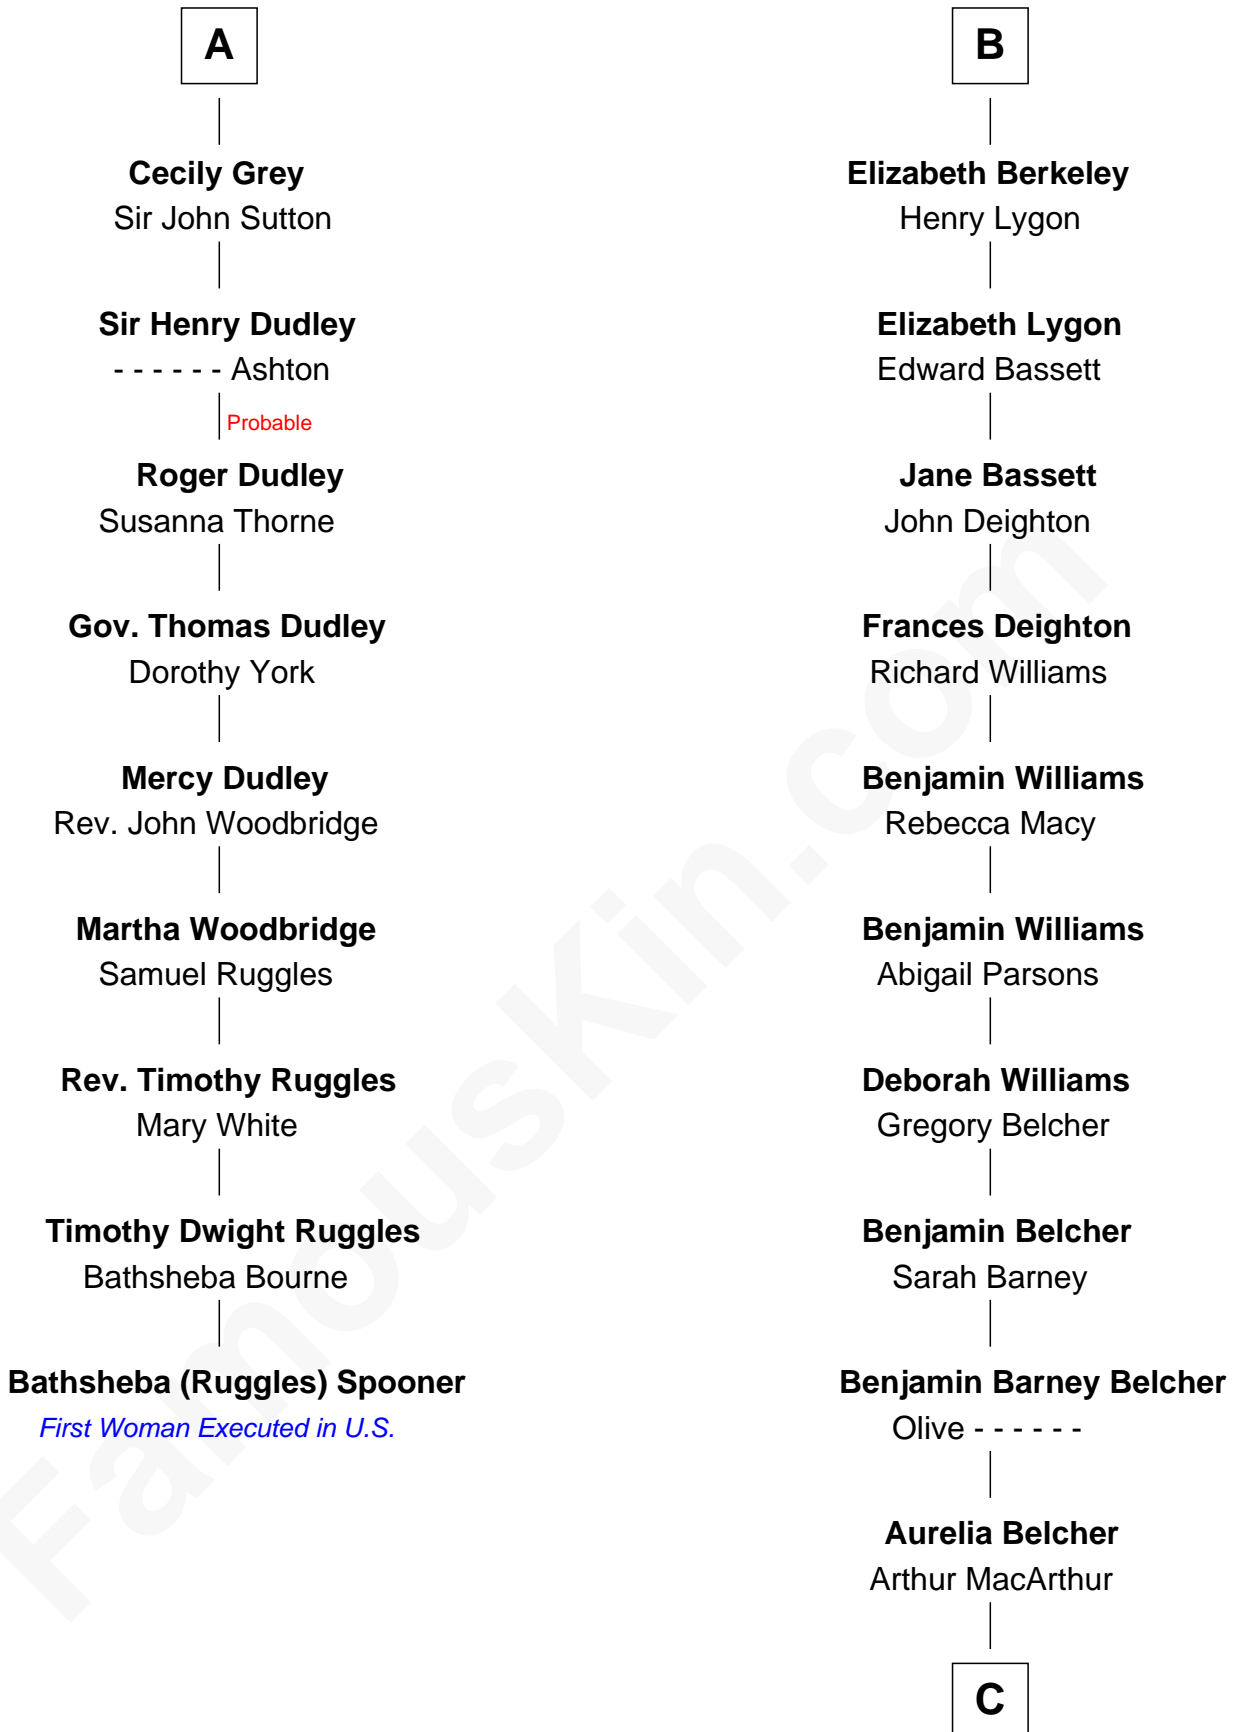 A
Cecily Grey
Sir John Sutton
Sir Henry Dudley
- - - - - - Ashton
Probable
Roger Dudley
Susanna Thorne
Gov. Thomas Dudley
Dorothy York
Mercy Dudley
Rev. John Woodbridge
Martha Woodbridge
Samuel Ruggles
Rev. Timothy Ruggles
Mary White
Timothy Dwight Ruggles
Bathsheba Bourne
Bathsheba (Ruggles) Spooner
First Woman Executed in U.S.
B
Elizabeth Berkeley
Henry Lygon
Elizabeth Lygon
Edward Bassett
Jane Bassett
John Deighton
Frances Deighton
Richard Williams
Benjamin Williams
Rebecca Macy
Benjamin Williams
Abigail Parsons
Deborah Williams
Gregory Belcher
Benjamin Belcher
Sarah Barney
Benjamin Barney Belcher
Olive - - - - - -
Aurelia Belcher
Arthur MacArthur
C
FamousKin.com